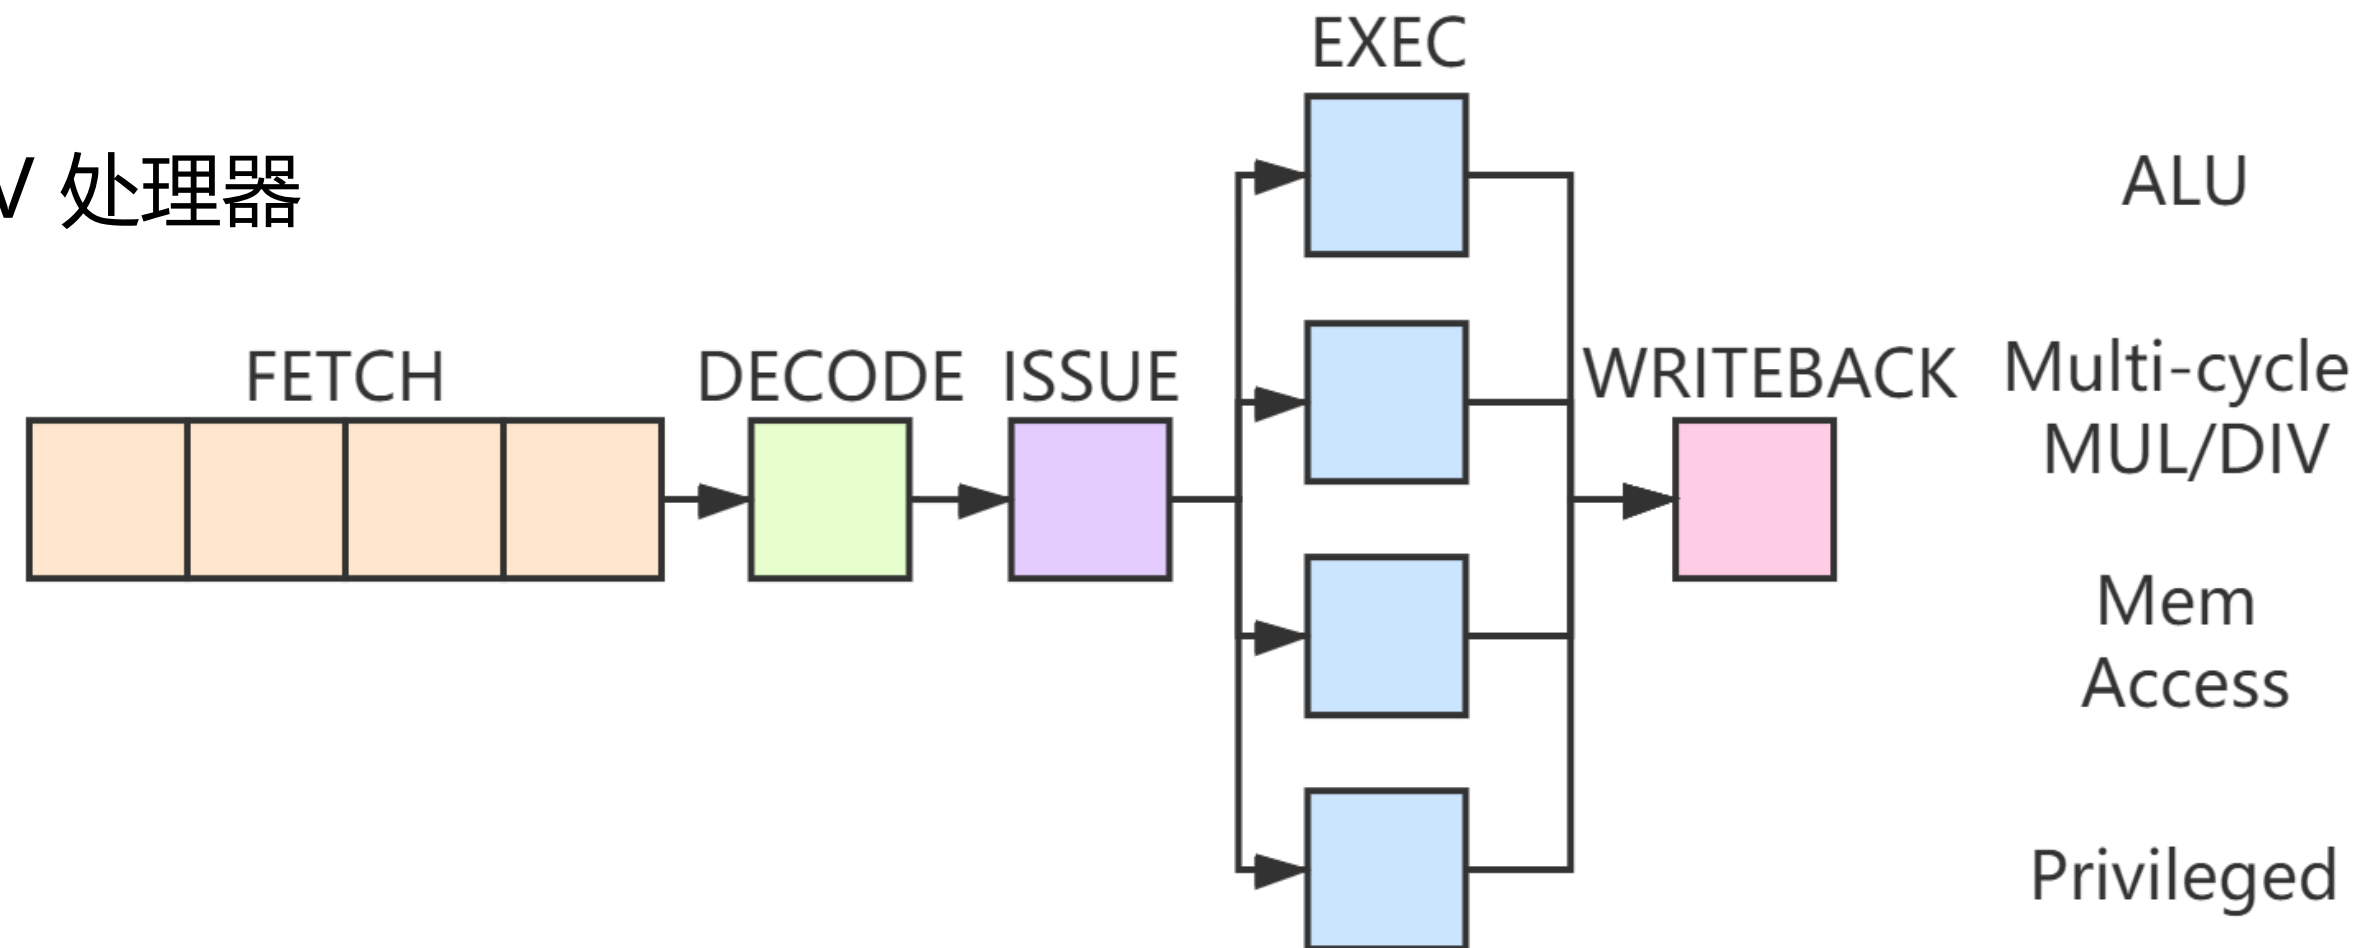 EXEC
V 处理器
ALU
FETCH
DECODE
ISSUE
WRITEBACK
Multi-cycle
MUL/DIV
Mem
Access
Privileged